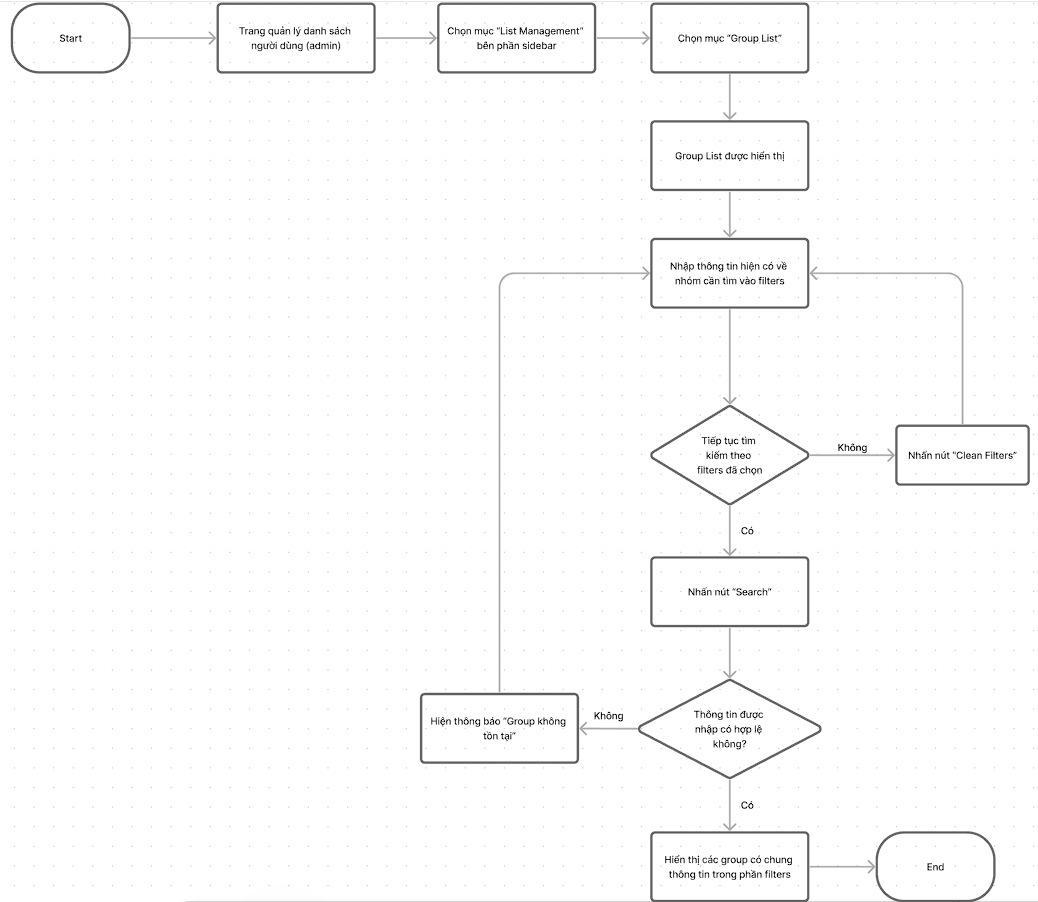 Start
Trang quản lý danh sách
người dùng (admin)
Chọn mục "List Management"
bên phần sidebar
Chọn mục "Group List"
Group List được hiển thị
Nhập thông tin hiện có về
nhóm cần tìm vào filters
Tiếp tục tìm
kiếm theo
filters đã chọn
Không
Nhấn nút "Clean Filters"
Có
Nhấn nút "Search"
Thông tin được
nhập có hợp lệ
không?
Không
Hiện thông báo "Group không
tồn tại"
Có
Hiển thị các group có chung
thông tin trong phần filters
End